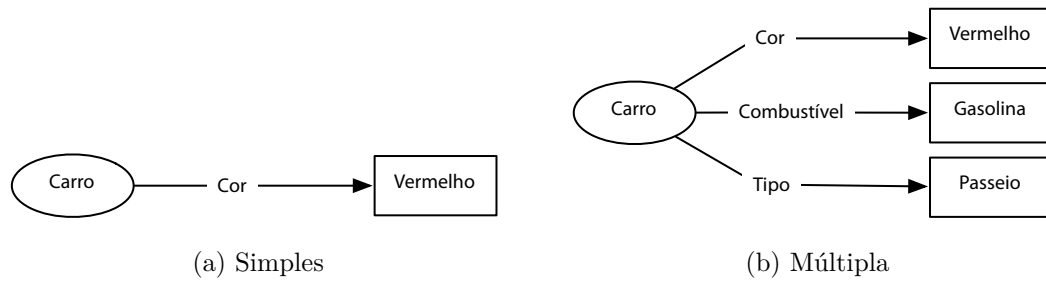 Carro
Cor
Vermelho
(a) Simples
Carro
Cor
Vermelho
Combustível
Gasolina
Tipo
Passeio
(b) Múltipla